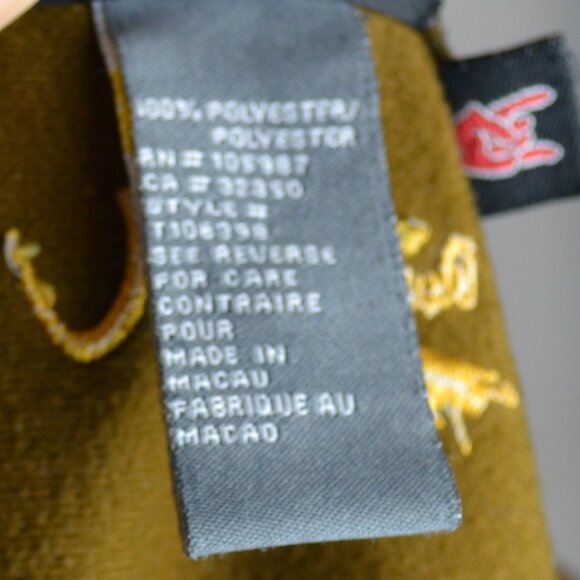 100% POLYESTER/
POLYESTER
RN # 105987
CA # 32350
STYLE #
T106398
SEE REVERSE
FOR CARE
CONTRAIRE
POUR
MADE IN
MACAU
FABRIQUE AU
MACAO